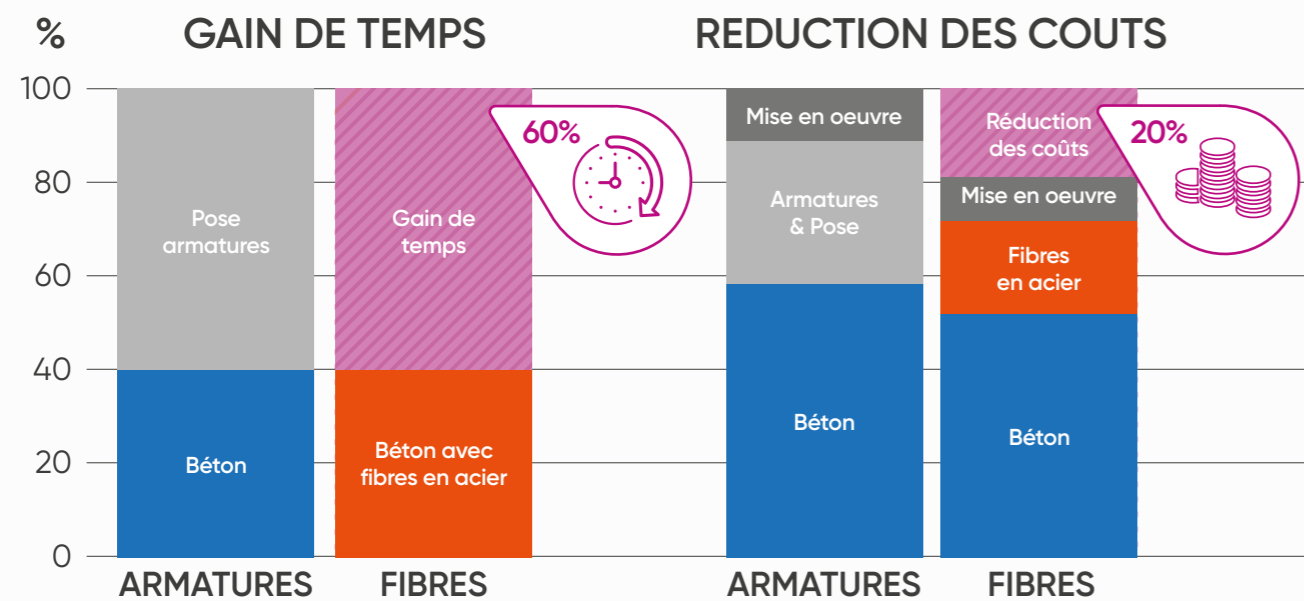 %
GAIN DE TEMPS
REDUCTION DES COUTS
100
80
60
40
20
0
Pose
armatures
Béton
Gain de
temps
Béton avec
fibres en acier
60%
Mise en oeuvre
Armatures
& Pose
Béton
Réduction
des coûts
Mise en oeuvre
Fibres
en acier
Béton
20%
ARMATURES
FIBRES
ARMATURES
FIBRES